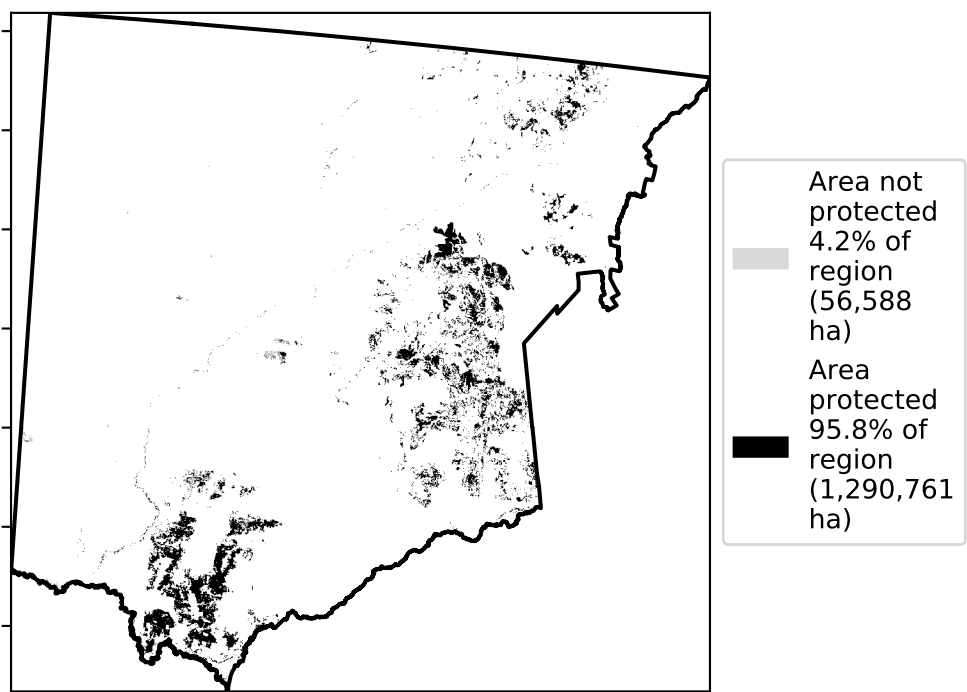 Area not
protected
4.2% of
region
(56,588
ha)
Area
protected
95.8% of
region
(1,290,761
ha)